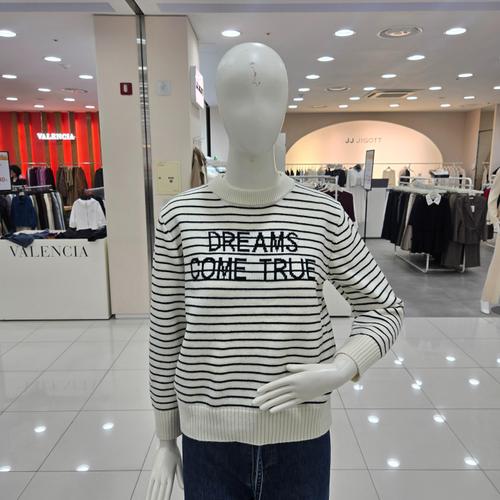 VALENCIA
JJ JIGOTT
DREAMS
COME TRUE
VALENCIA